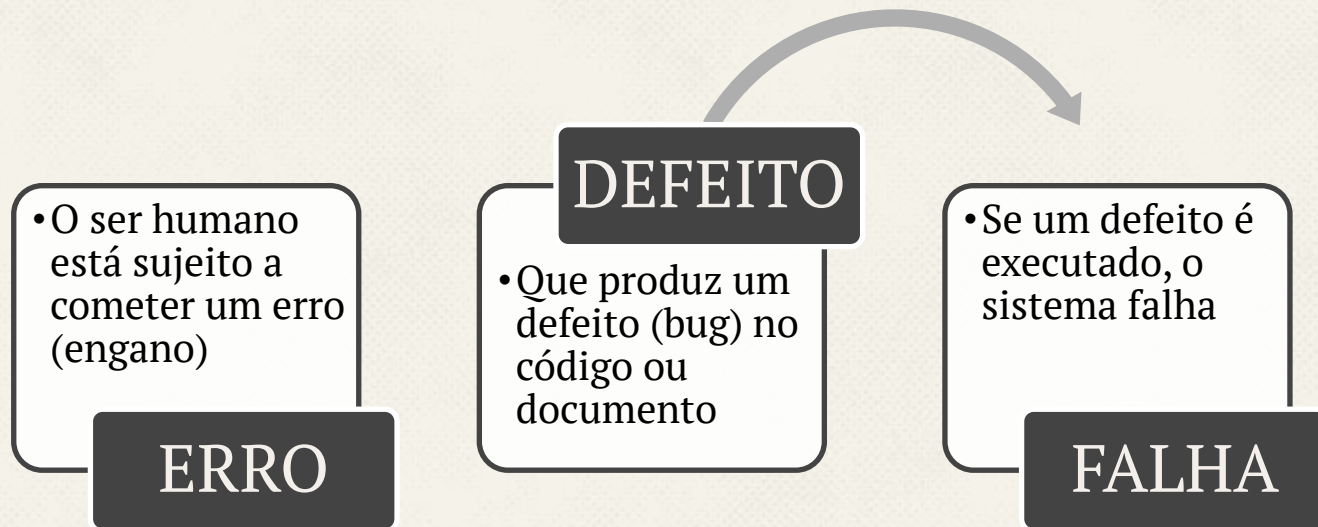 •O ser humano
está sujeito a
cometer um erro
(engano)
ERRO
DEFEITO
•Que produz um
defeito (bug) no
código ou
documento
•Se um defeito é
executado, o
sistema falha
FALHA